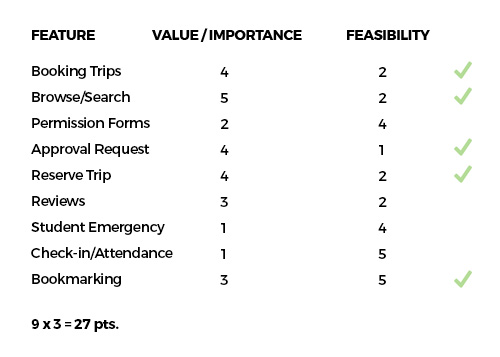 FEATURE VALUE / IMPORTANCE FEASIBILITY
Booking Trips 4 2
Browse/Search 5 2
Permission Forms 2 4
Approval Request 4 1
Reserve Trip 4 2
Reviews 3 2
Student Emergency 1 4
Check-in/Attendance 1 5
Bookmarking 3 5
9 x 3 = 27 pts.